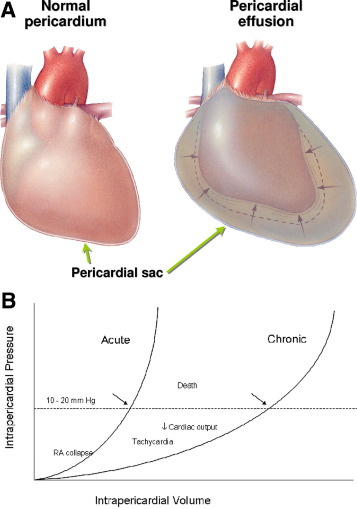 A
Normal
pericardium
Pericardial
effusion
Pericardial sac
B
Intrapericardial Pressure
Acute
Chronic
Death
10 - 20 mm Hg
↓ Cardiac output
Tachycardia
RA collapse
Intrapericardial Volume